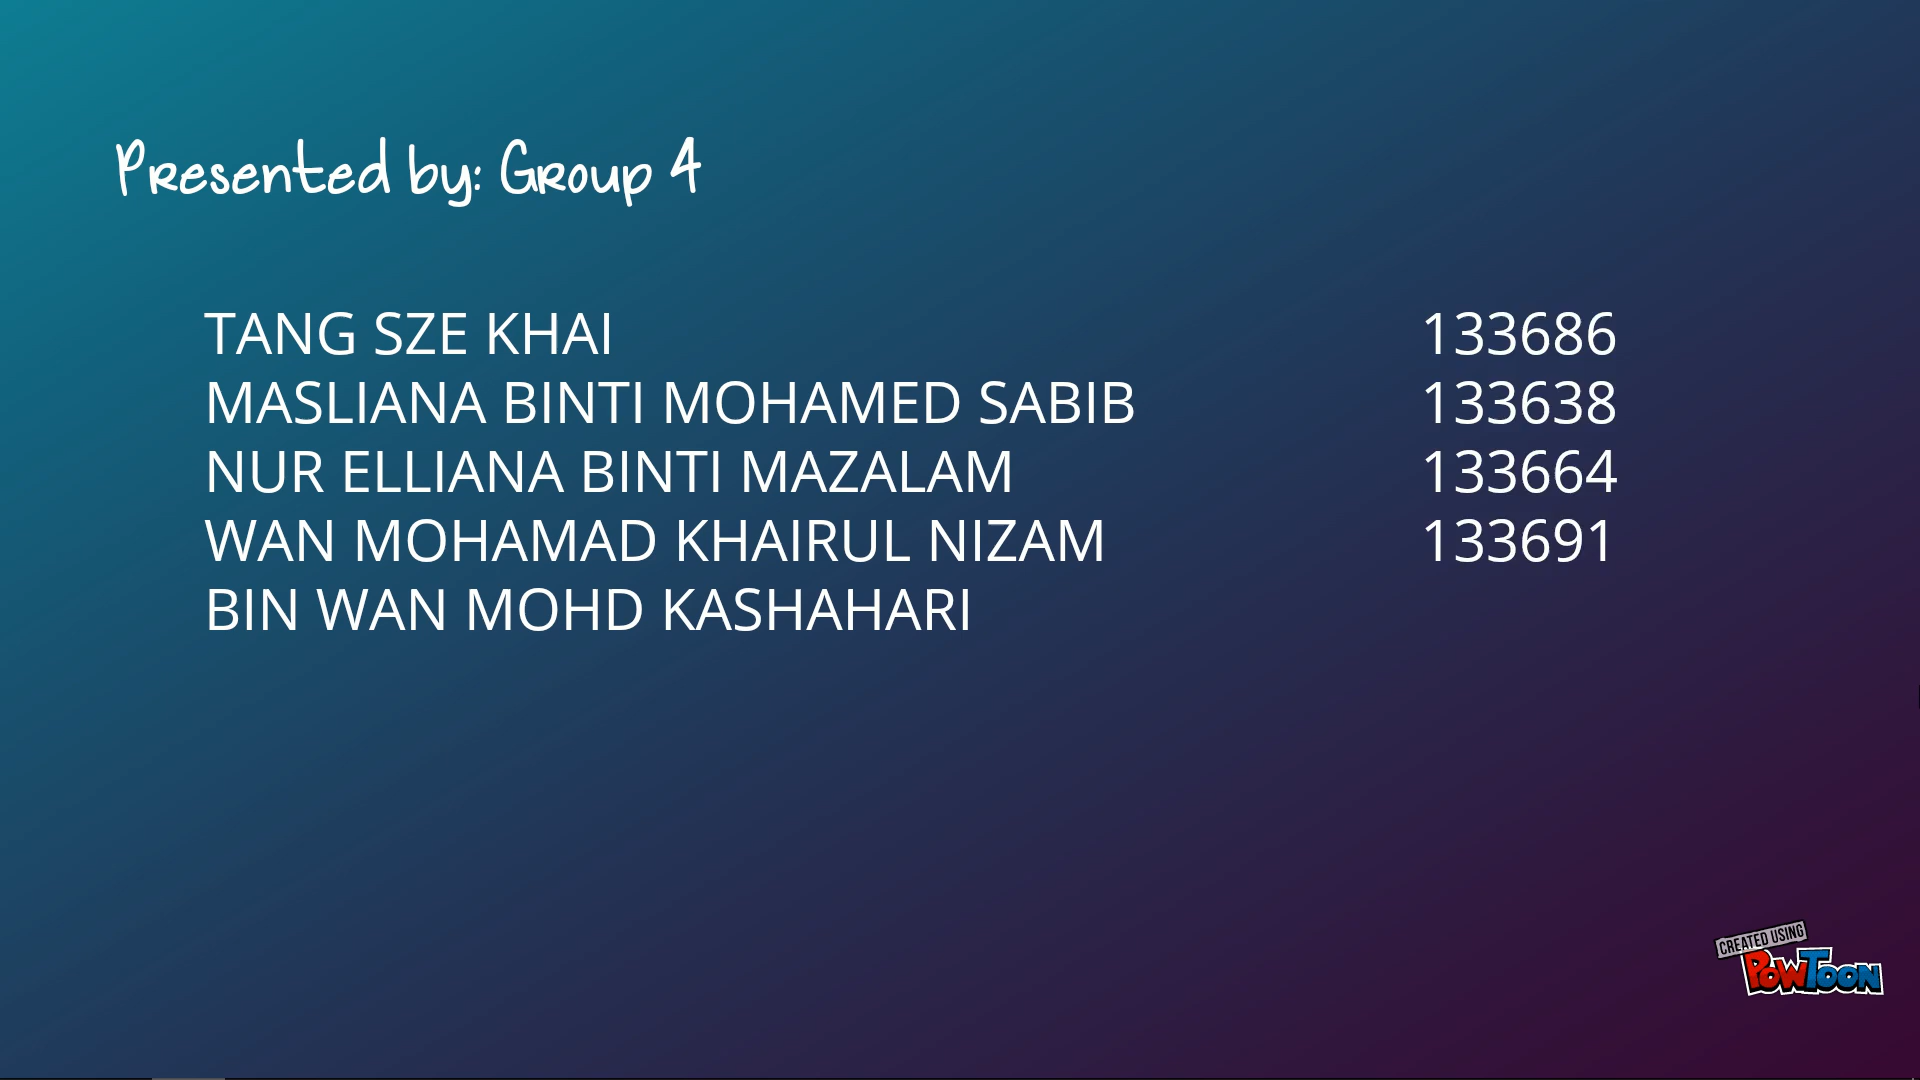 Presented by: Group 4
TANG SZE KHAI 133686
MASLIANA BINTI MOHAMED SABIB 133638
NUR ELLIANA BINTI MAZALAM 133664
WAN MOHAMAD KHAIRUL NIZAM 133691
BIN WAN MOHD KASHAHARI
CREATED USING
POWTOON